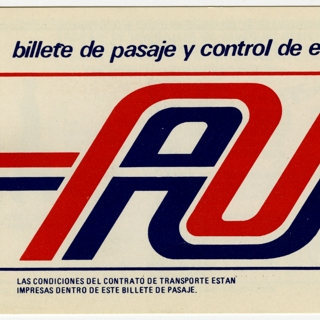 billete de pasaje y control de e
AU
LAS CONDICIONES DEL CONTRATO DE TRANSPORTE ESTAN
IMPRESAS DENTRO DE ESTE BILLETE DE PASAJE.